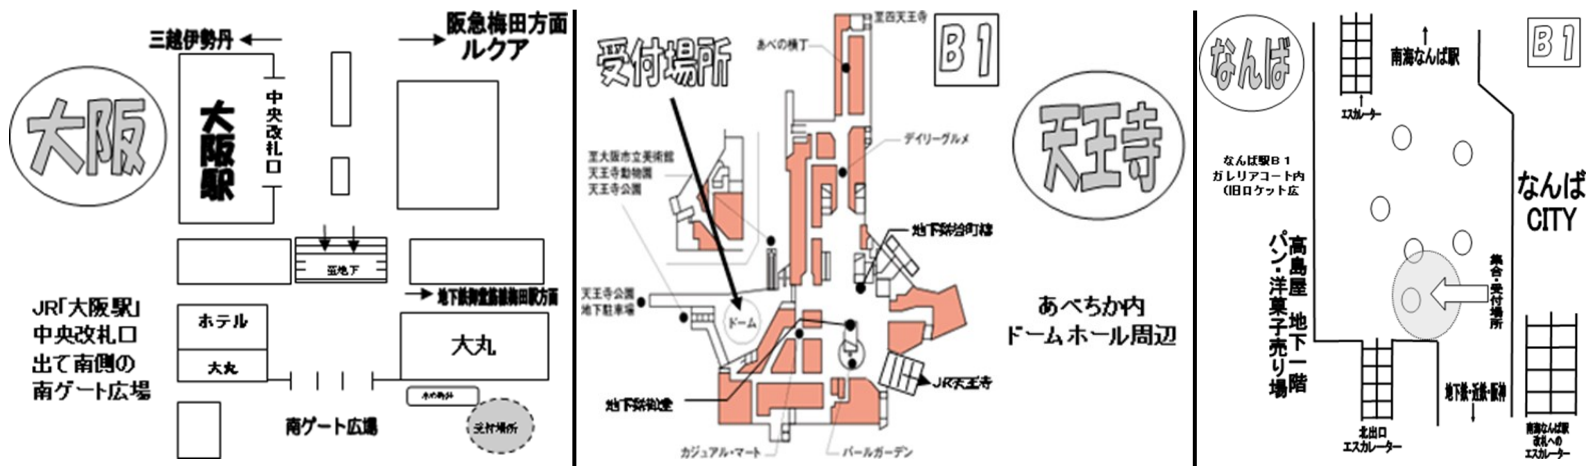 三越伊勢丹
阪急梅田方面
ルクア
大阪
大阪駅
中央改札口
至地下
地下鉄御堂筋線梅田駅方面
JR「大阪駅」
中央改札口
出て南側の
南ゲート広場
ホテル
大丸
大丸
南ゲート広場
受付場所
受付場所
B1
至四天王寺
あべの横丁
デイリーグルメ
天王寺
至大阪市立美術館
天王寺動物園
天王寺公園
地下鉄谷町線
天王寺公園
地下駐車場
ドーム
あべちか内
ドームホール周辺
JR天王寺
地下鉄御堂
カジュアル・マート
パールガーデン
なんば
B1
南海なんば駅
エスカレーター
なんば駅B1
ガレリアコート内
(旧ロケット広
なんば
CITY
高島屋 地下一階
パン・洋菓子売り場
集合・受付場所
地下鉄・近鉄・阪神
北出口
エスカレーター
南海なんば駅
改札への
エスカレーター